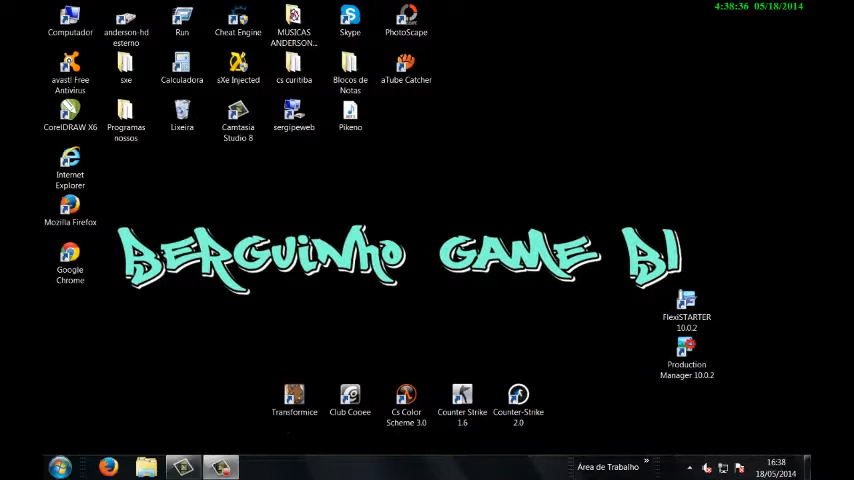 4:38:36 05/18/2014
Computador
anderson-hd
esterno
Run
Cheat Engine
MUSICAS
ANDERSON...
Skype
PhotoScape
avast! Free
Antivirus
sxe
Calculadora
sXe Injected
cs curitiba
Blocos de
Notas
aTube Catcher
CorelDRAW X6
Programas
nossos
Lixeira
Camtasia
Studio 8
sergipeweb
Pikeno
Internet
Explorer
Mozilla Firefox
Google
Chrome
BERGUINHO GAME BI
FlexiSTARTER
10.0.2
Production
Manager 10.0.2
Transformice
Club Cooee
Cs Color
Scheme 3.0
Counter Strike
1.6
Counter-Strike
2.0
Área de Trabalho
16:38
18/05/2014